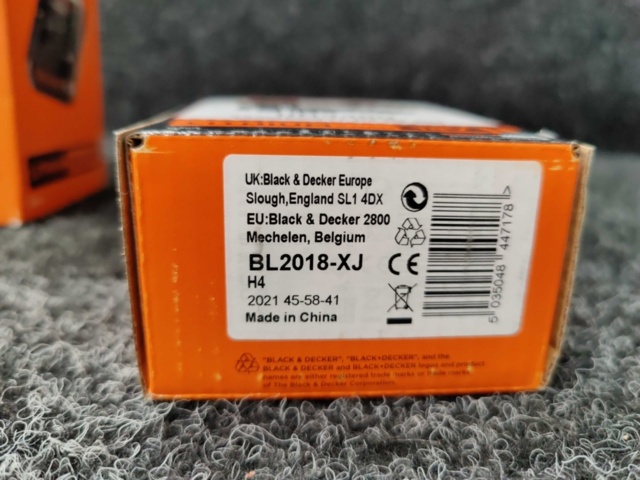 UK:Black & Decker Europe
Slough,England SL1 4DX
EU:Black & Decker 2800
Mechelen, Belgium
BL2018-XJ
CE
H4
2021 45-58-41
Made in China
5 035048 447178 >
"BLACK & DECKER", "BLACK+DECKER", and the
BLACK & DECKER and BLACK+DECKER logos and product
names are either registered trade marks or trade marks
of The Black & Decker Corporation